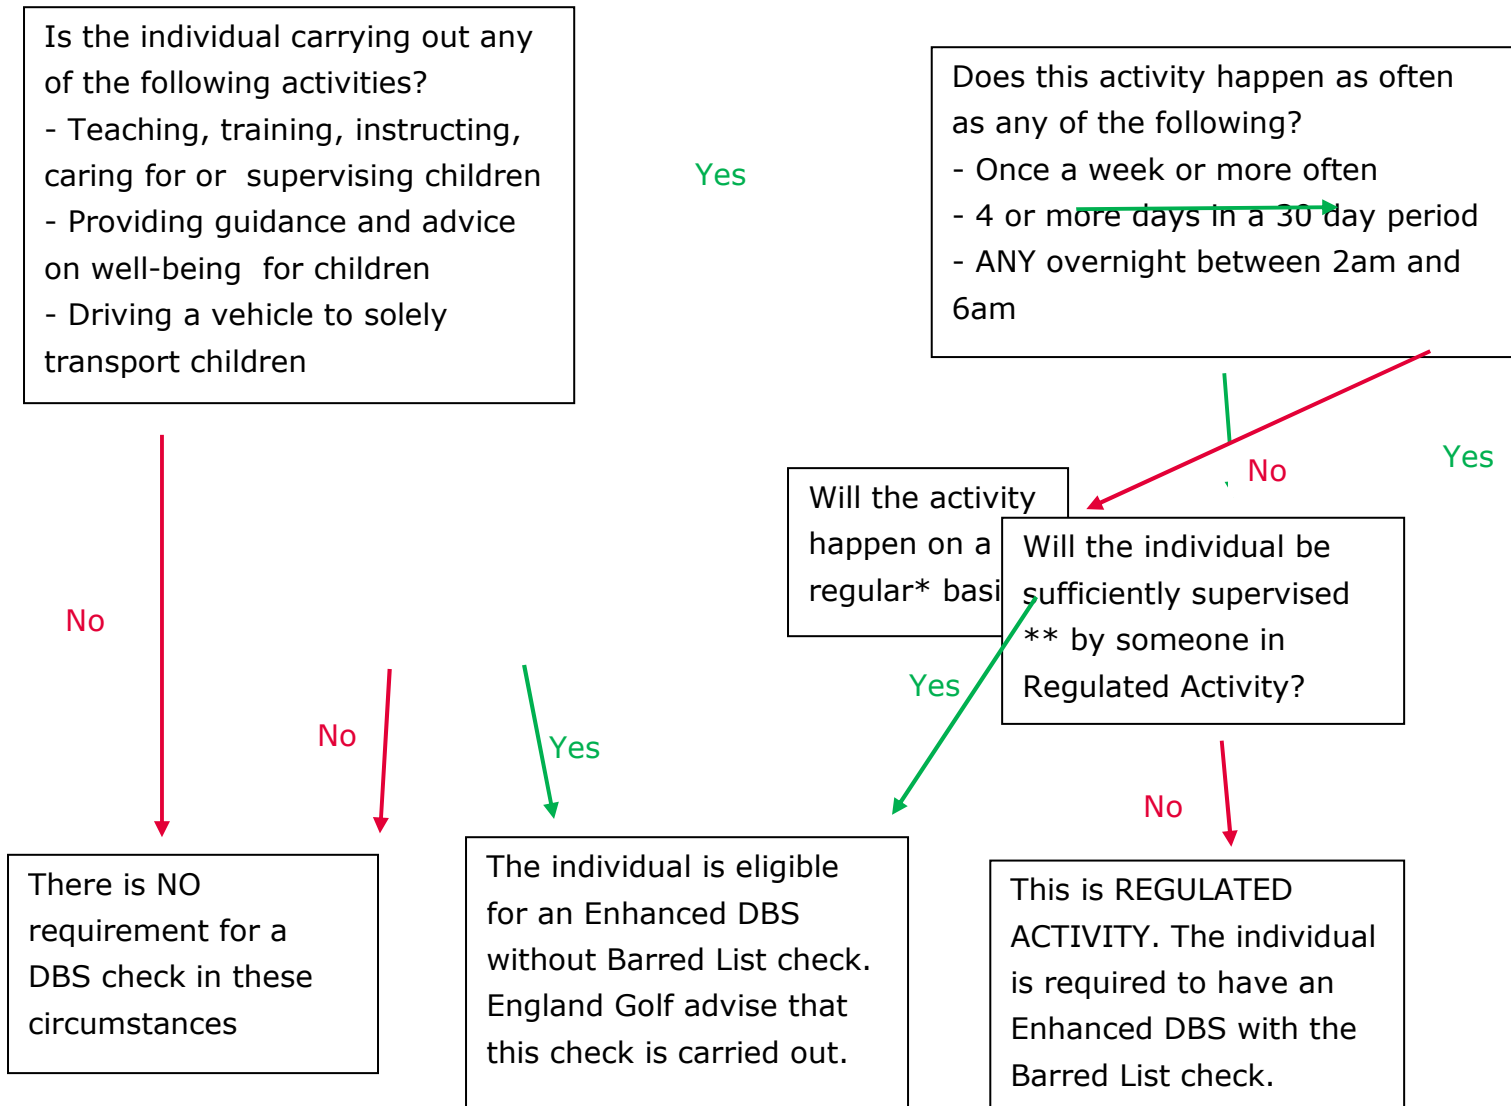 Is the individual carrying out any
of the following activities?
- Teaching, training, instructing,
caring for or  supervising children
- Providing guidance and advice
on well-being  for children
- Driving a vehicle to solely
transport children
Yes
Does this activity happen as often
as any of the following?
- Once a week or more often
- 4 or more days in a 30 day period
- ANY overnight between 2am and
6am
No
Yes
Will the activity
happen on a
regular* basi
Will the individual be
sufficiently supervised
** by someone in
Regulated Activity?
No
Yes
No
Yes
No
There is NO
requirement for a
DBS check in these
circumstances
The individual is eligible
for an Enhanced DBS
without Barred List check.
England Golf advise that
this check is carried out.
This is REGULATED
ACTIVITY. The individual
is required to have an
Enhanced DBS with the
Barred List check.